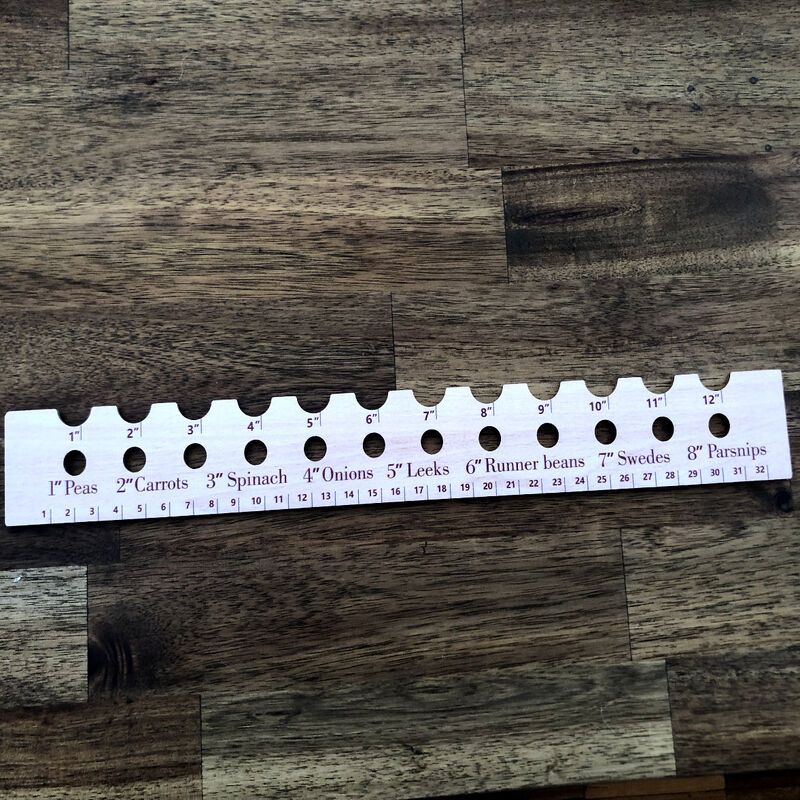 1” 2” 3” 4” 5” 6” 7” 8” 9” 10” 11” 12”
1” Peas 2” Carrots 3” Spinach 4” Onions 5” Leeks 6” Runner beans 7” Swedes 8” Parsnips
1 2 3 4 5 6 7 8 9 10 11 12 13 14 15 16 17 18 19 20 21 22 23 24 25 26 27 28 29 30 31 32